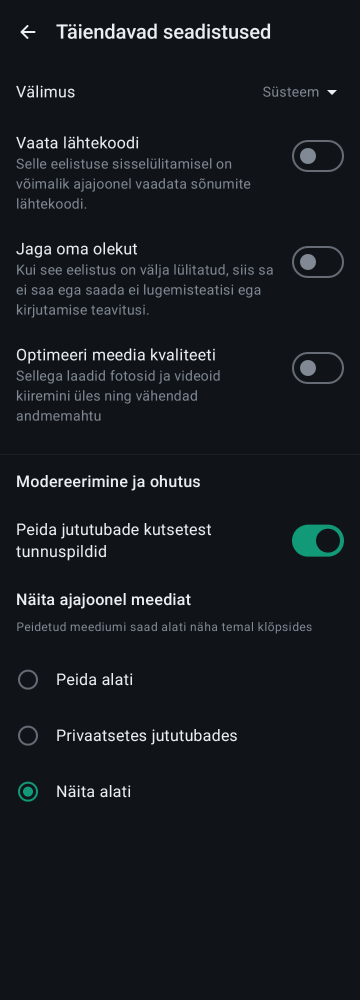 Täiendavad seadistused
Välimus
Süsteem
Vaata lähtekoodi
Selle eelistuse sisselülitamisel on
võimalik ajajoonel vaadata sõnumite
lähtekoodi.
Jaga oma olekut
Kui see eelistus on välja lülitatud, siis sa
ei saa ega saada ei lugemisteatisi ega
kirjutamise teavitusi.
Optimeeri meedia kvaliteeti
Sellega laadid fotosid ja videoid
kiiremini üles ning vähendad
andmemahtu
Modereerimine ja ohutus
Peida jututubade kutsetest
tunnuspildid
Näita ajajoonel meediat
Peidetud meediumi saad alati näha temal klõpsides
Peida alati
Privaatsetes jututubades
Näita alati